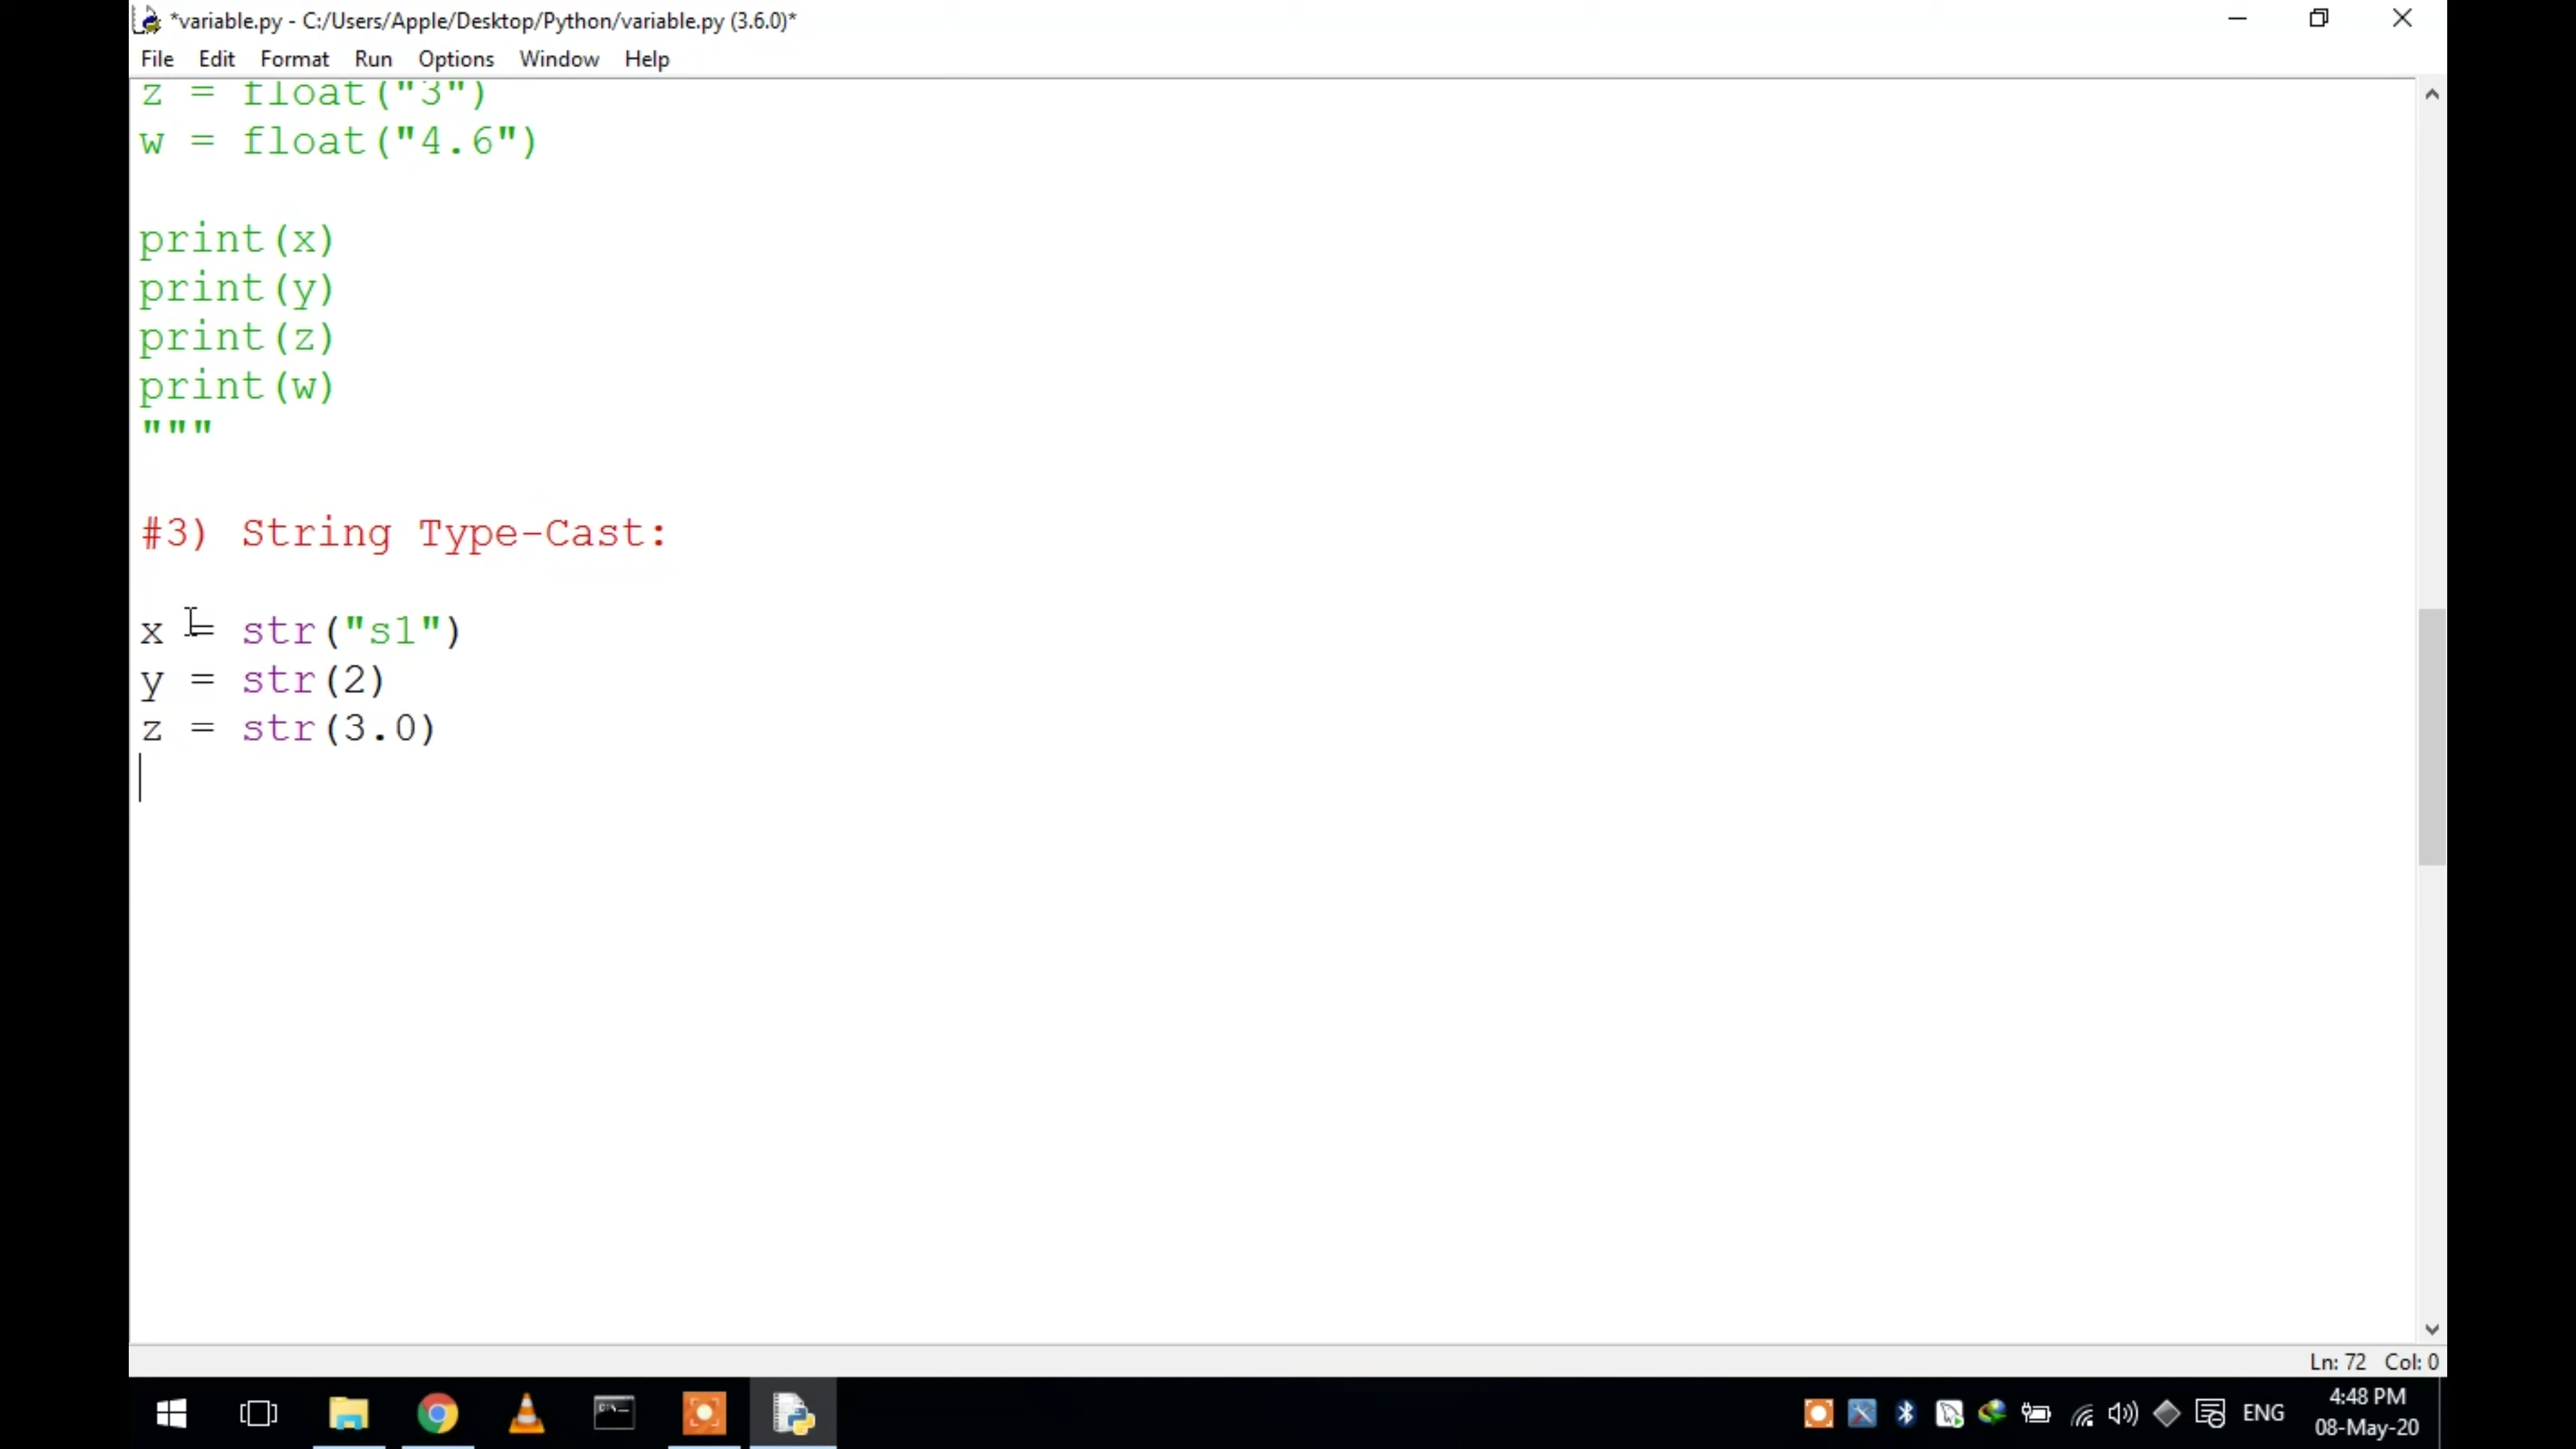 *variable.py - C:/Users/Apple/Desktop/Python/variable.py (3.6.0)*
File Edit Format Run Options Window Help
z = float("3")
w = float("4.6")
print(x)
print(y)
print(z)
print(w)
"""
#3) String Type-Cast:
x = str("s1")
y = str(2)
z = str(3.0)
Ln: 72 Col: 0
ENG
4:48 PM
08-May-20